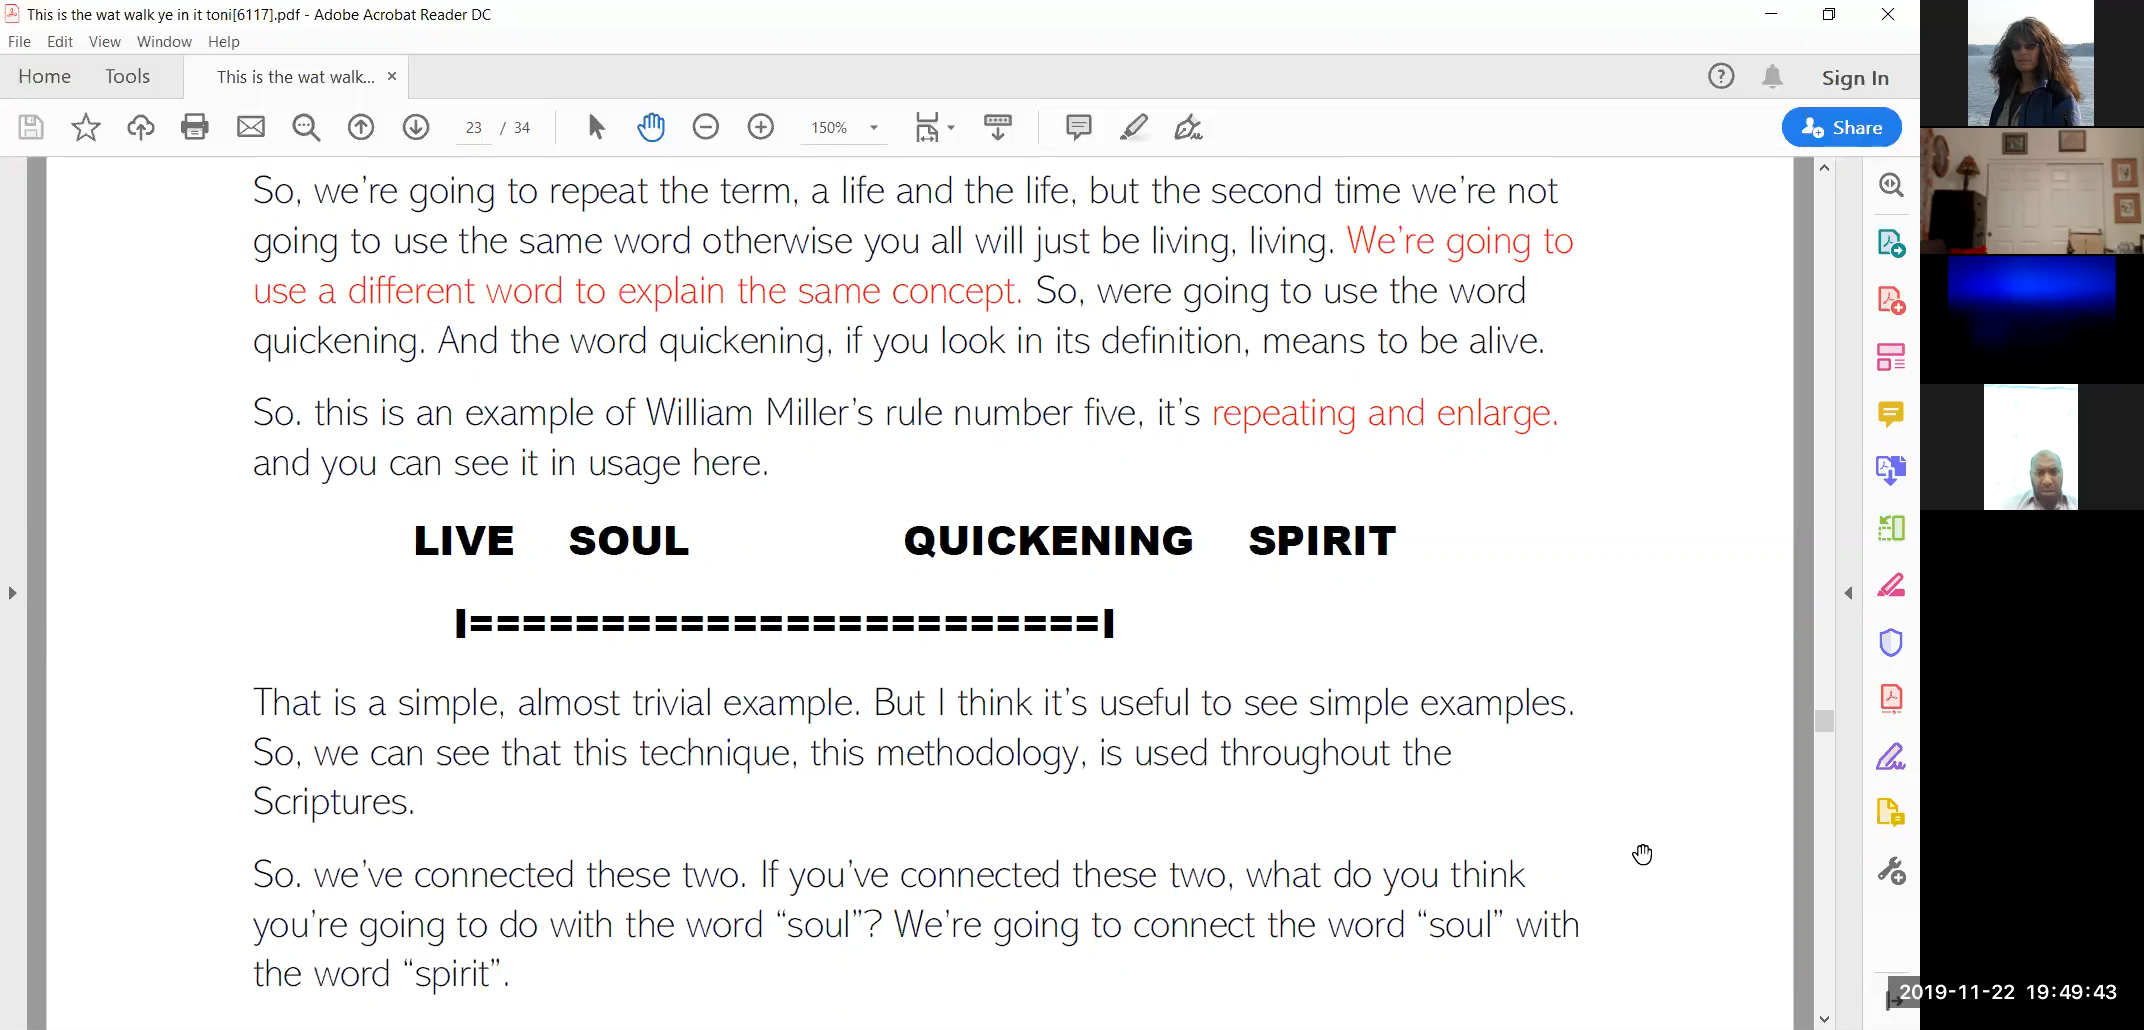 This is the wat walk ye in it toni[6117].pdf - Adobe Acrobat Reader DC
File Edit View Window Help
Home Tools This is the wat walk... × Sign In
23 / 34 150% Share
So, we're going to repeat the term, a life and the life, but the second time we're not
going to use the same word otherwise you all will just be living, living. We're going to
use a different word to explain the same concept. So, were going to use the word
quickening. And the word quickening, if you look in its definition, means to be alive.
So. this is an example of William Miller's rule number five, it's repeating and enlarge.
and you can see it in usage here.
LIVE SOUL QUICKENING SPIRIT
I========================I
That is a simple, almost trivial example. But I think it's useful to see simple examples.
So, we can see that this technique, this methodology, is used throughout the
Scriptures.
So. we've connected these two. If you've connected these two, what do you think
you're going to do with the word “soul”? We're going to connect the word “soul” with
the word “spirit”.
2019-11-22 19:49:43